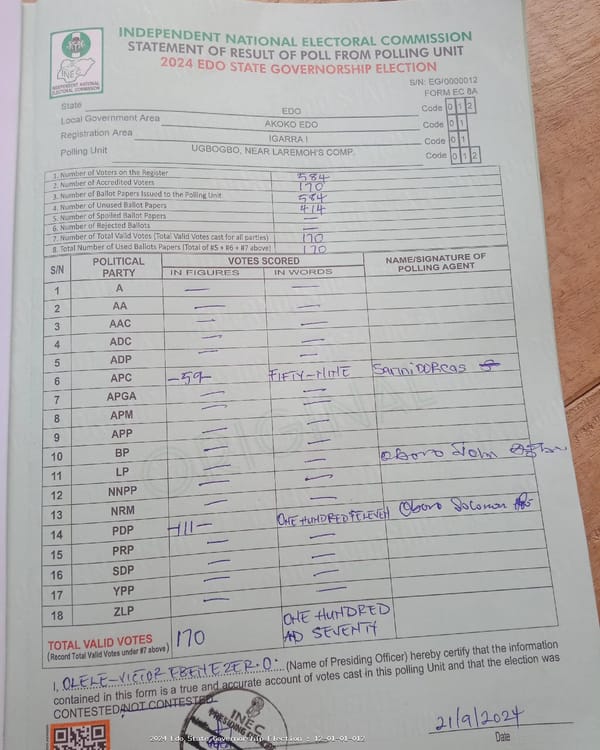 INDEPENDENT NATIONAL ELECTORAL COMMISSION
STATEMENT OF RESULT OF POLL FROM POLLING UNIT
2024 EDO STATE GOVERNORSHIP ELECTION
INEC
INDEPENDENT NATIONAL ELECTORAL COMMISSION
S/N: EG/0000012
FORM EC 8A
State EDO Code 0 1 2
Local Government Area AKOKO EDO Code 0 1
Registration Area IGARRA I Code 0 1
Polling Unit UGBOGBO, NEAR LAREMOH'S COMP. Code 0 1 2
1. Number of Voters on the Register 584
2. Number of Accredited Voters 170
3. Number of Ballot Papers Issued to the Polling Unit 584
4. Number of Unused Ballot Papers 414
5. Number of Spoiled Ballot Papers —
6. Number of Rejected Ballots —
7. Number of Total Valid Votes (Total Valid Votes cast for all parties) 170
8. Total Number of Used Ballots Papers (Total of #5 + #6 + #7 above) 170
S/N POLITICAL PARTY VOTES SCORED NAME/SIGNATURE OF POLLING AGENT
IN FIGURES IN WORDS
1 A — —
2 AA — —
3 AAC — —
4 ADC — —
5 ADP — —
6 APC -59- FIFTY-NINE Sanni DORcas
7 APGA — —
8 APM — —
9 APP — —
10 BP — —
11 LP — — Oboro John
12 NNPP — —
13 NRM — —
14 PDP -111- ONE HUNDRED & ELEVEN Oboro Solomon
15 PRP — —
16 SDP — —
17 YPP — —
18 ZLP —
TOTAL VALID VOTES 170 ONE HUNDRED
(Record Total Valid Votes under #7 above) AD SEVENTY
I, OLELE-VICTOR EBENEZER.O. (Name of Presiding Officer) hereby certify that the information
contained in this form is a true and accurate account of votes cast in this polling Unit and that the election was
CONTESTED/NOT CONTESTED.
INEC
21/9/2024
Date
2024 Edo State Governorship Election : 12-01-01-012
ORIGINAL